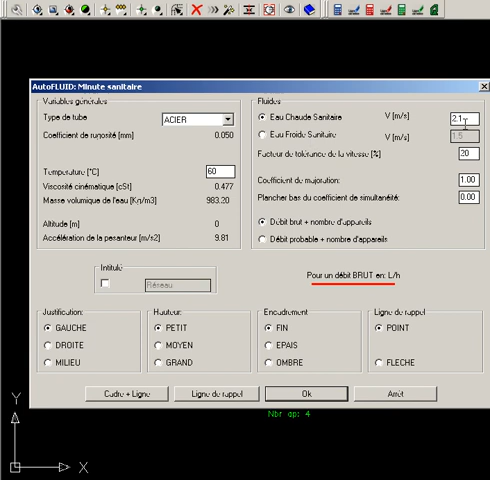 AutoFLUID: Minute sanitaire
Variables générales
Type de tube
ACIER
Coefficient de rugosité [mm]
0.050
Température [°C]
60
Viscosité cinématique [cSt]
0.477
Masse volumique de l'eau [Kg/m3]
983.20
Altitude [m]
0
Accélération de la pesanteur [m/s2]
9.81
Fluides
Eau Chaude Sanitaire
V [m/s]
2.1
Eau Froide Sanitaire
V [m/s]
1.5
Facteur de tolérance de la vitesse [%]
20
Coefficient de majoration:
1.00
Plancher bas du coefficient de simultanéité:
0.00
Débit brut + nombre d'appareils
Débit probable + nombre d'appareils
Intitulé
Réseau
Pour un débit BRUT en: L/h
Justification:
GAUCHE
DROITE
MILIEU
Hauteur:
PETIT
MOYEN
GRAND
Encadrement
FIN
EPAIS
OMBRE
Ligne de rappel
POINT
FLECHE
Cadre + Ligne
Ligne de rappel
Ok
Arrêt
Nbr ap: 4
Y
X